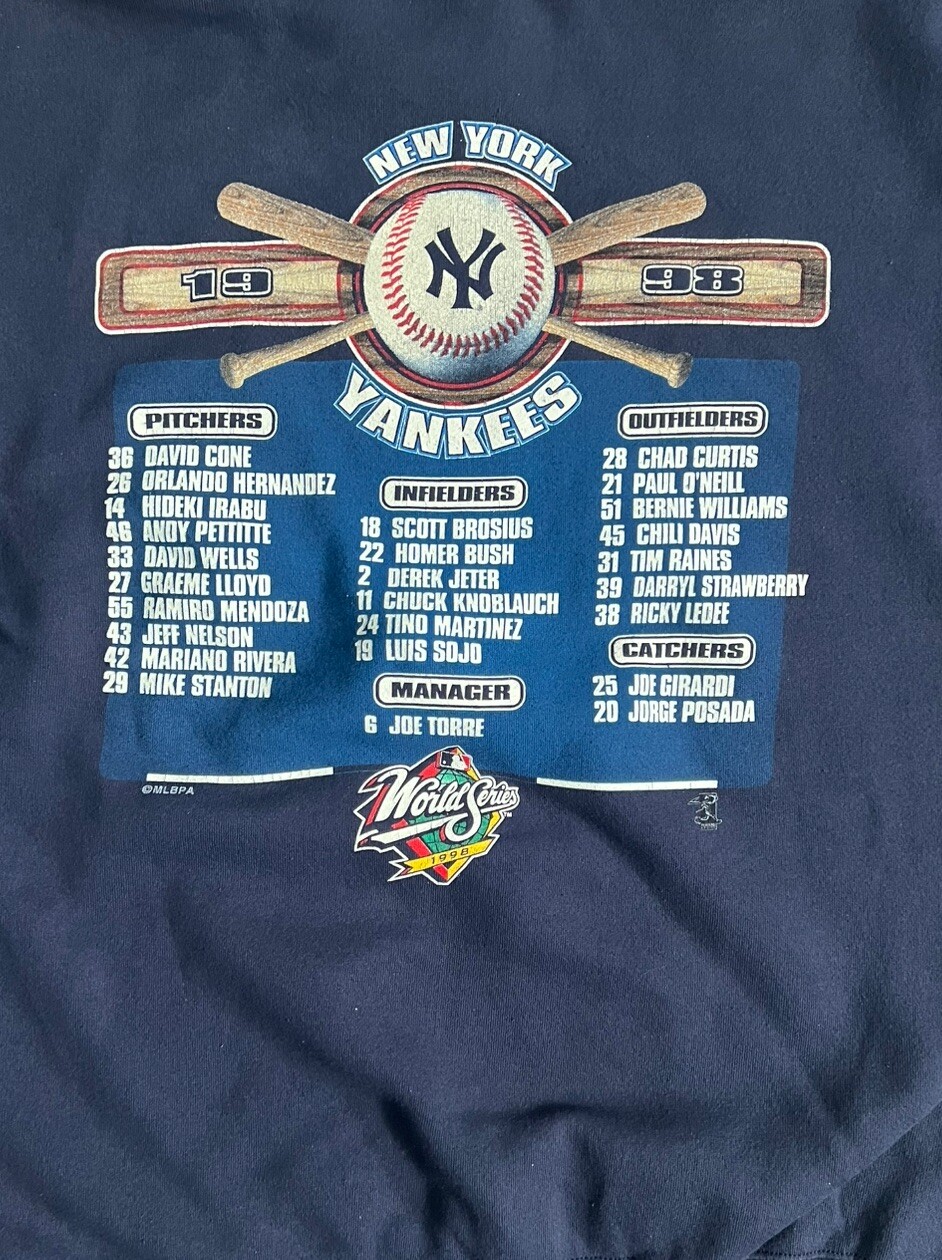 NEW YORK
NY
19 98
YANKEES
PITCHERS
36 DAVID CONE
26 ORLANDO HERNANDEZ
14 HIDEKI IRABU
46 ANDY PETTITTE
33 DAVID WELLS
27 GRAEME LLOYD
55 RAMIRO MENDOZA
43 JEFF NELSON
42 MARIANO RIVERA
29 MIKE STANTON
INFIELDERS
18 SCOTT BROSIUS
22 HOMER BUSH
2 DEREK JETER
11 CHUCK KNOBLAUCH
24 TINO MARTINEZ
19 LUIS SOJO
MANAGER
6 JOE TORRE
OUTFIELDERS
28 CHAD CURTIS
21 PAUL O'NEILL
51 BERNIE WILLIAMS
45 CHILI DAVIS
31 TIM RAINES
39 DARRYL STRAWBERRY
38 RICKY LEDEE
CATCHERS
25 JOE GIRARDI
20 JORGE POSADA
©MLBPA
World Series
TM
1998